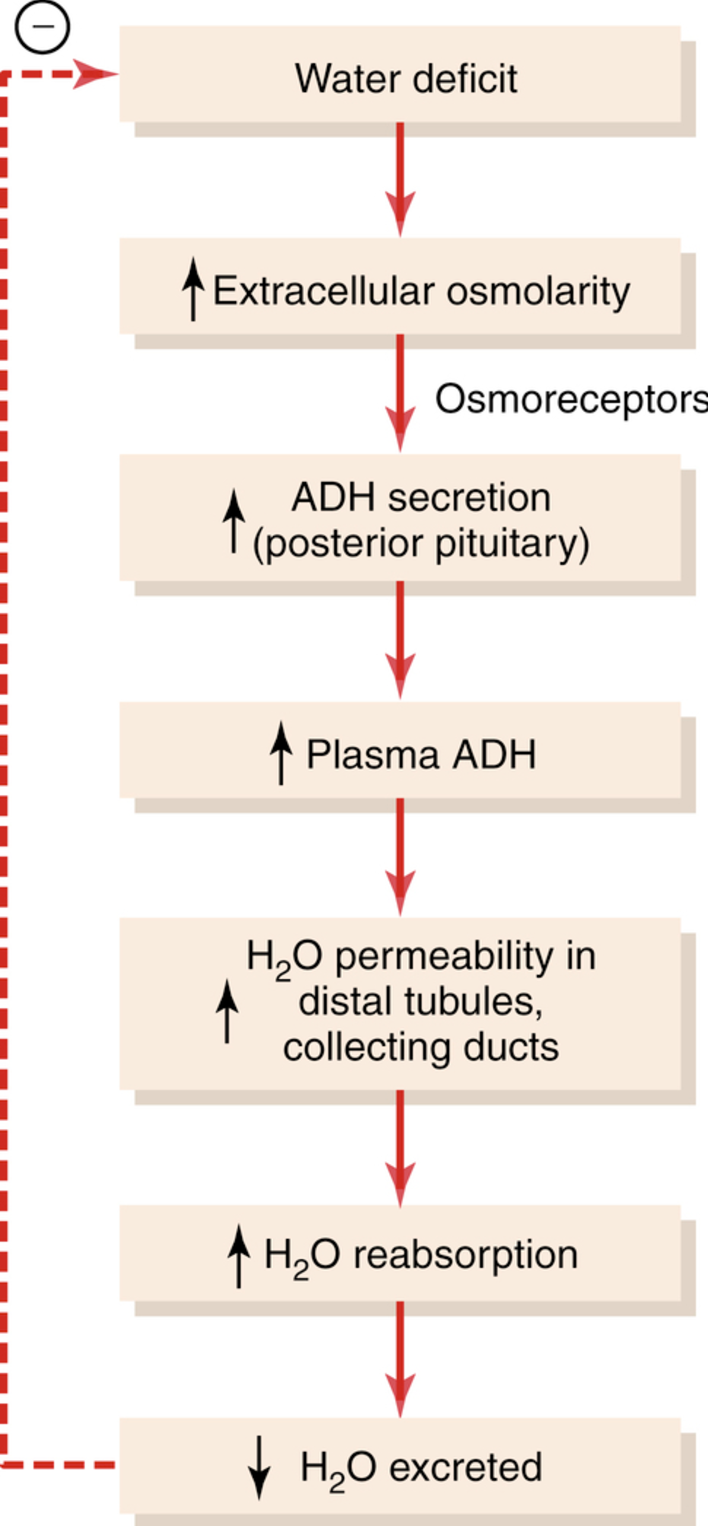 −
Water deficit
↑ Extracellular osmolarity
Osmoreceptors
↑ ADH secretion
(posterior pituitary)
↑ Plasma ADH
H₂O permeability in
↑ distal tubules,
collecting ducts
↑ H₂O reabsorption
↓ H₂O excreted